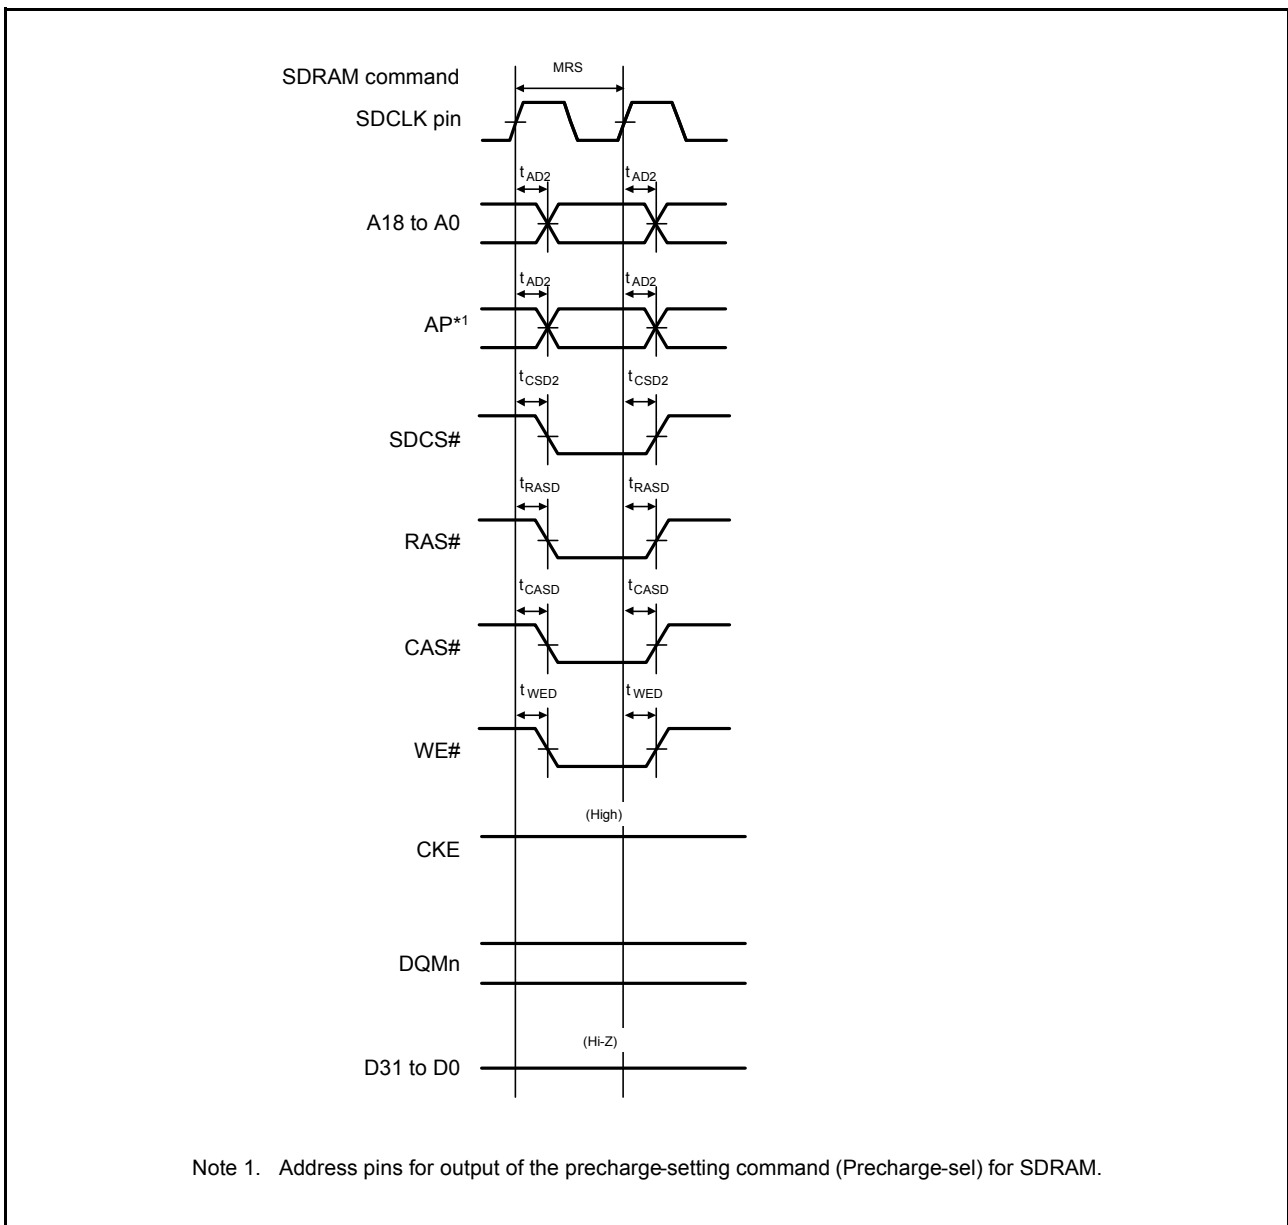 SDRAM command
MRS
SDCLK pin
tAD2 tAD2
A18 to A0
tAD2 tAD2
AP*1
tCSD2 tCSD2
SDCS#
tRASD tRASD
RAS#
tCASD tCASD
CAS#
tWED tWED
WE#
(High)
CKE
DQMn
(Hi-Z)
D31 to D0
Note 1. Address pins for output of the precharge-setting command (Precharge-sel) for SDRAM.